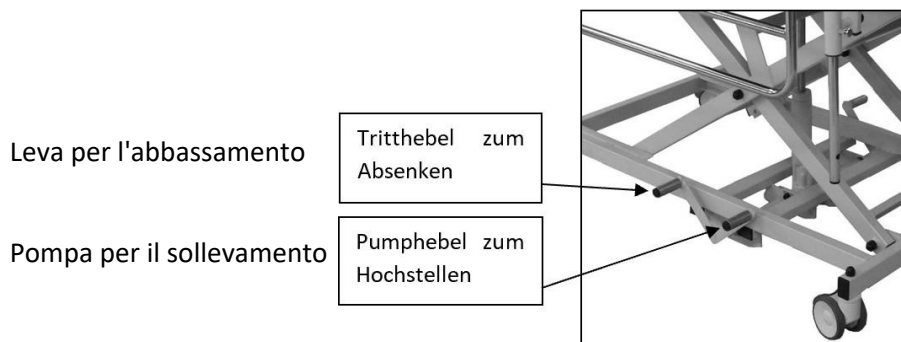 Leva per l'abbassamento
Tritthebel zum
Absenken
Pompa per il sollevamento
Pumphebel zum
Hochstellen